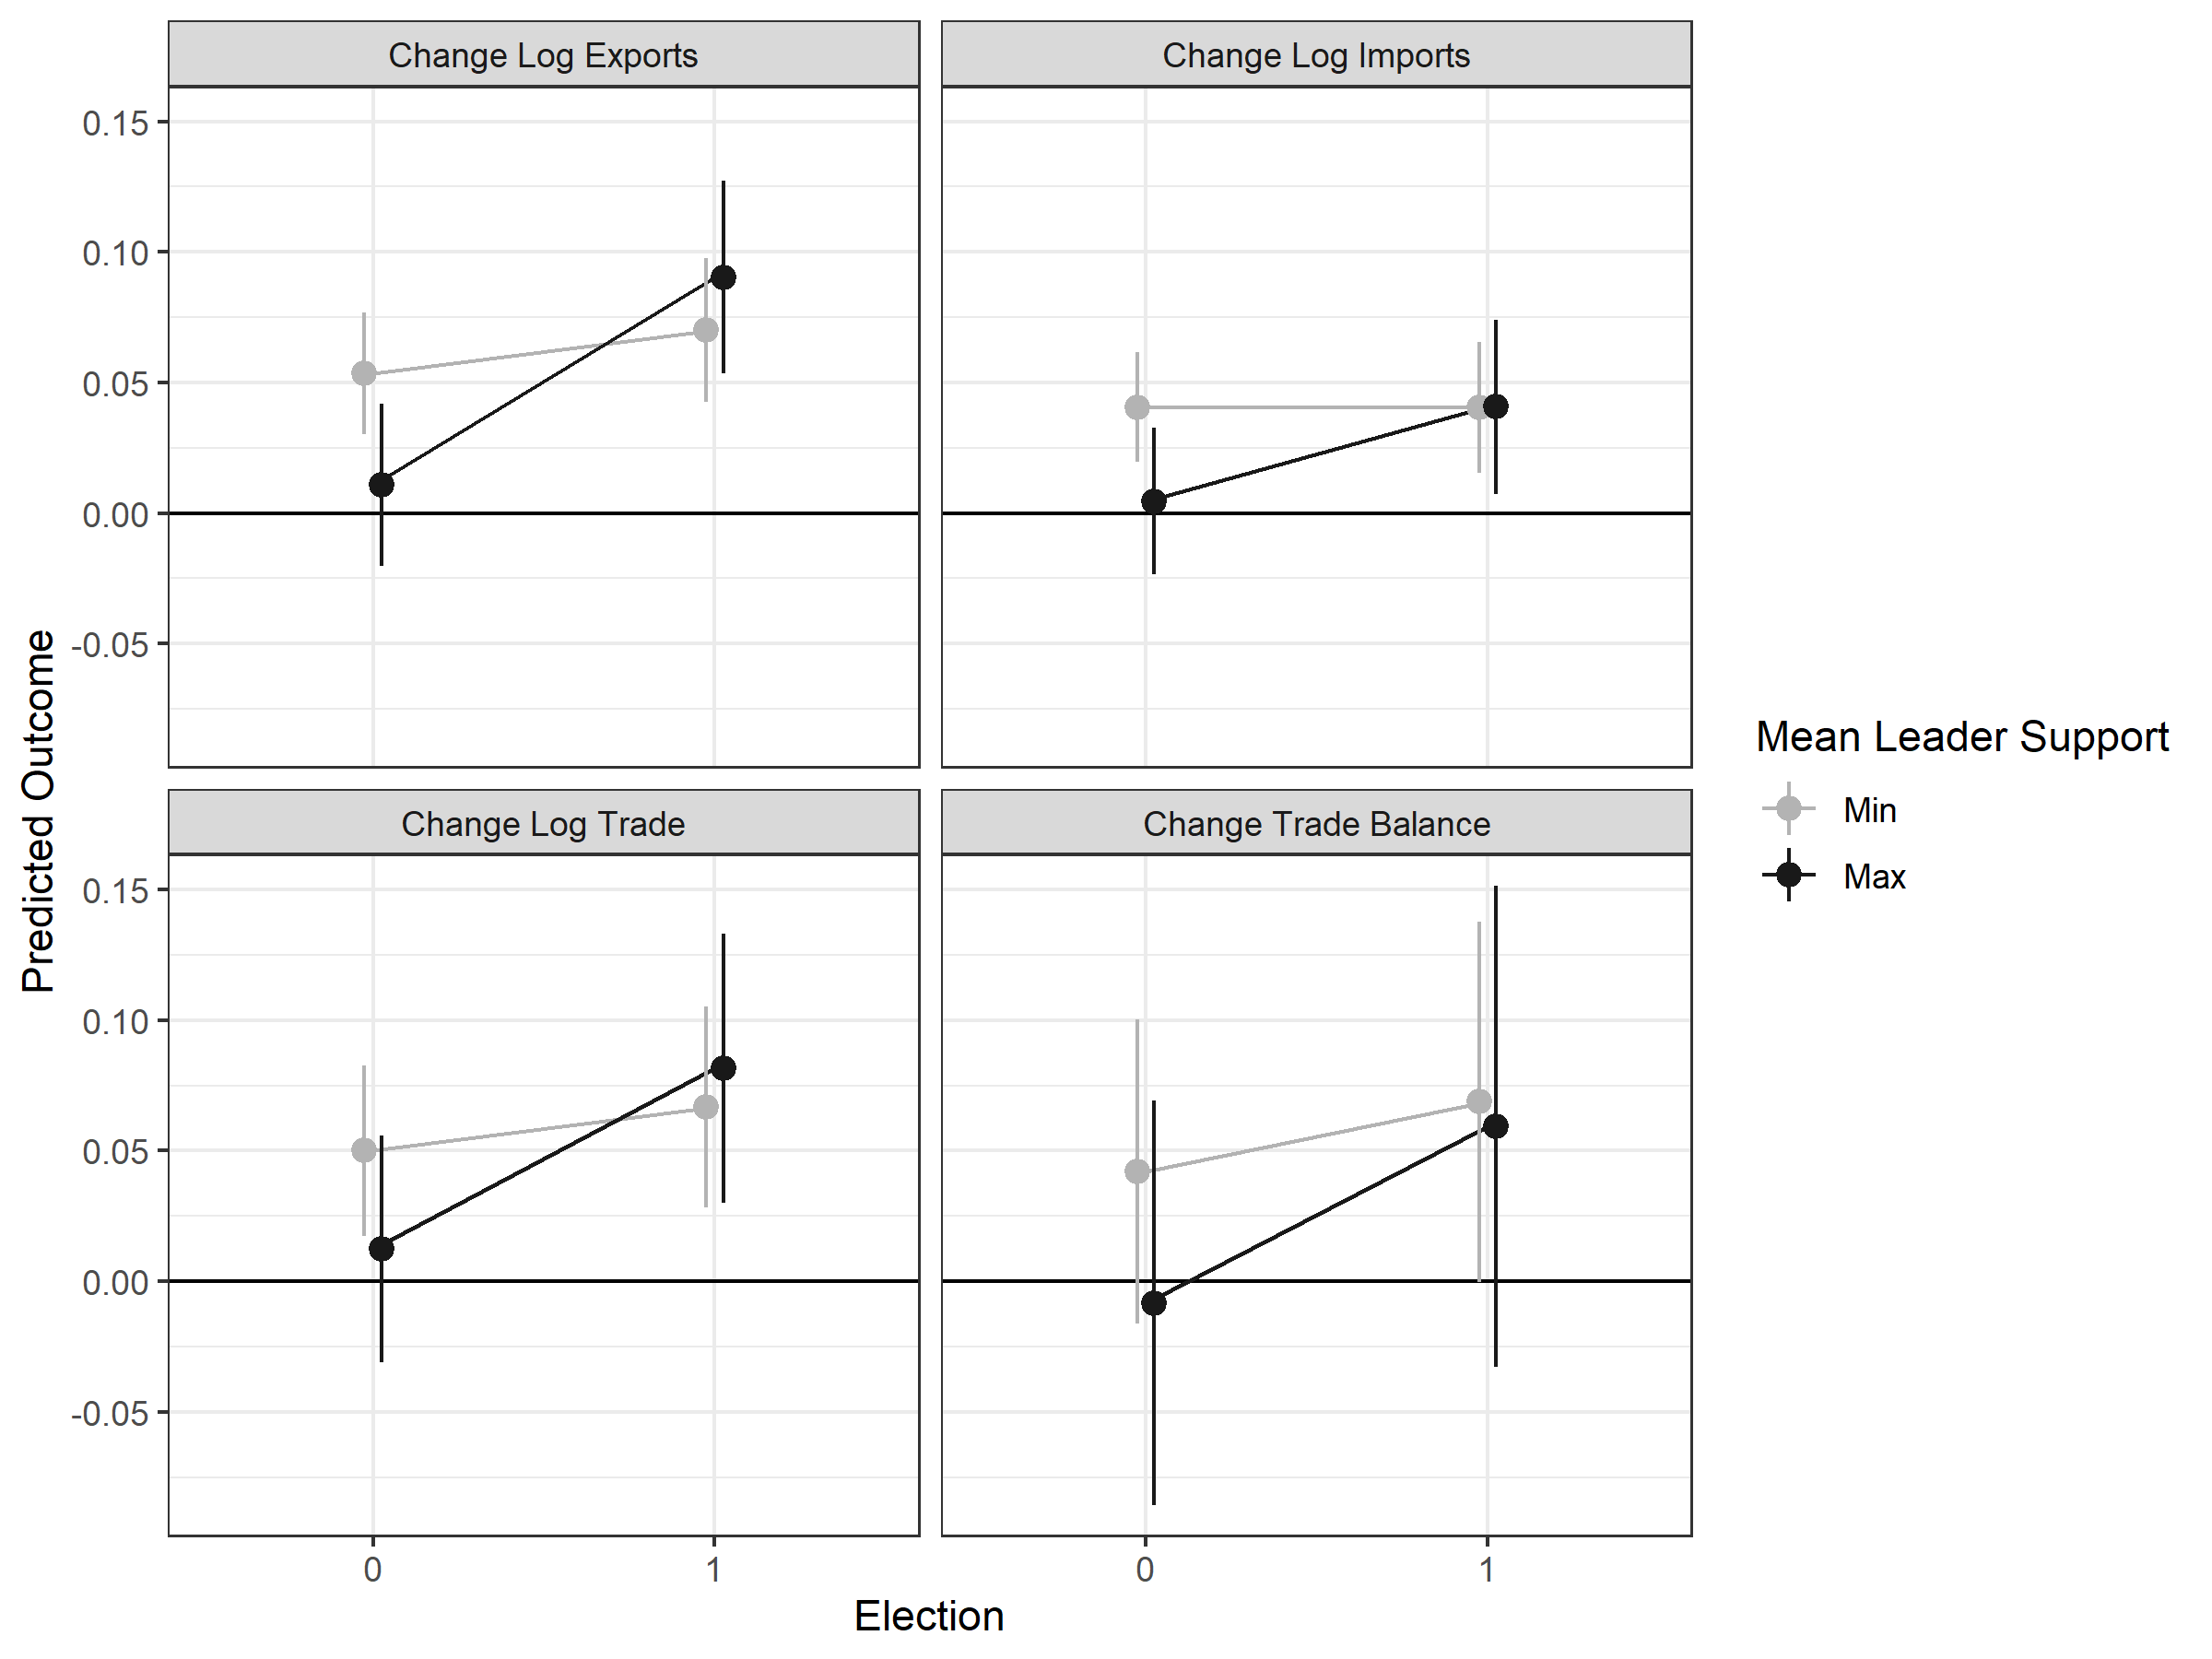 Change Log Exports
Change Log Imports
0.15
0.10
0.05
0.00
-0.05
Change Log Trade
Change Trade Balance
0.15
0.10
0.05
0.00
-0.05
0
1
0
1
Election
Predicted Outcome
Mean Leader Support
Min
Max